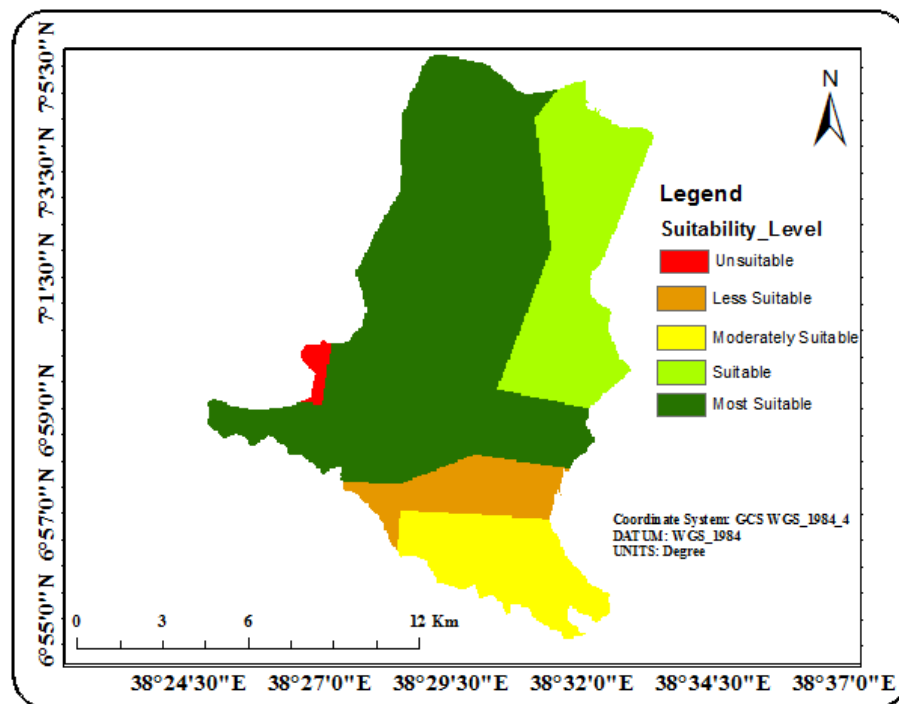 N
Legend
Suitability_Level
Unsuitable
Less Suitable
Moderately Suitable
Suitable
Most Suitable
Coordinate System: GCS WGS_1984_4
DATUM: WGS_1984
UNITS: Degree
0 3 6 12 Km
7°5'30"N
7°3'30"N
7°1'30"N
6°59'0"N
6°57'0"N
6°55'0"N
38°24'30"E 38°27'0"E 38°29'30"E 38°32'0"E 38°34'30"E 38°37'0"E